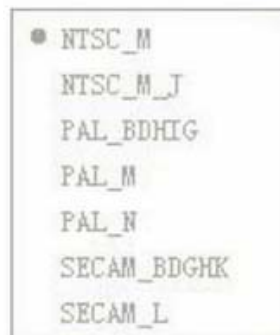 NTSC_M
NTSC_M_J
PAL_BDHIG
PAL_M
PAL_N
SECAM_BDGHK
SECAM_L